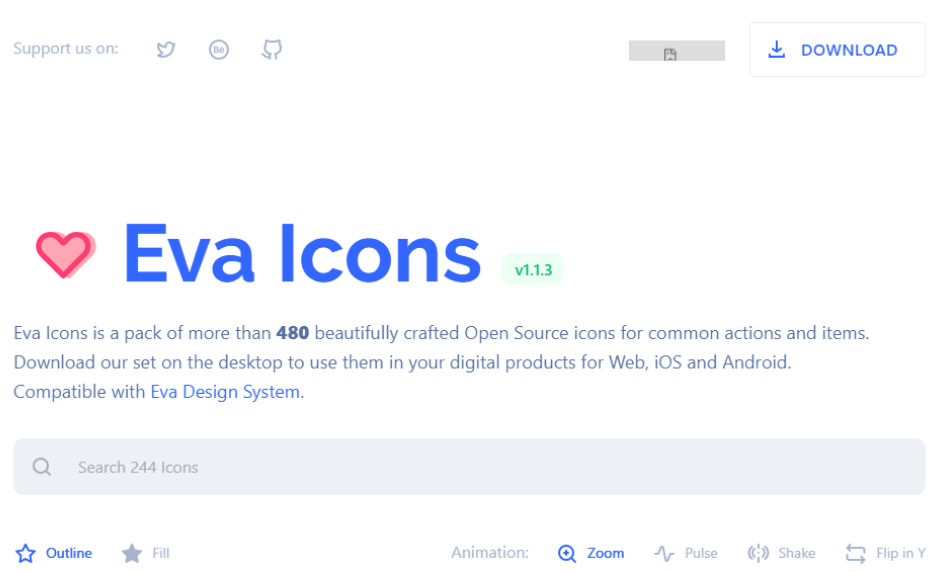 Support us on:
Bē
DOWNLOAD
Eva Icons
v1.1.3
Eva Icons is a pack of more than 480 beautifully crafted Open Source icons for common actions and items.
Download our set on the desktop to use them in your digital products for Web, iOS and Android.
Compatible with Eva Design System.
Search 244 Icons
Outline Fill Animation: Zoom Pulse Shake Flip in Y